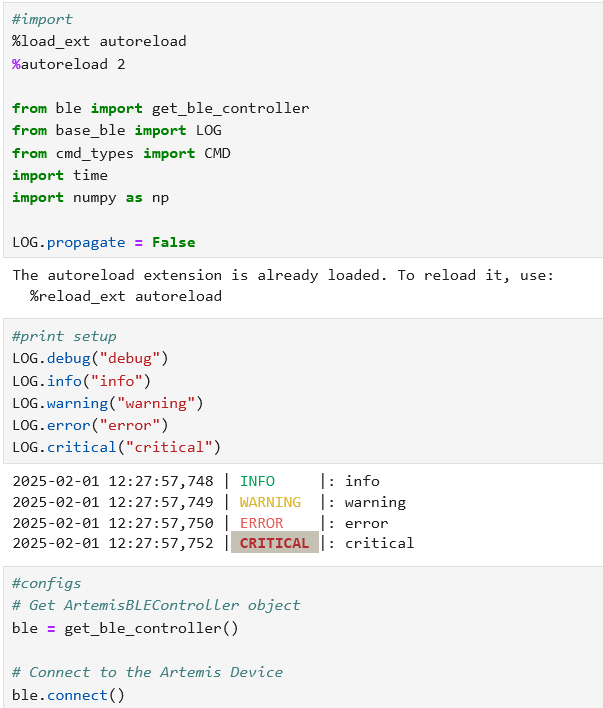 #import
%load_ext autoreload
%autoreload 2
from ble import get_ble_controller
from base_ble import LOG
from cmd_types import CMD
import time
import numpy as np
LOG.propagate = False
The autoreload extension is already loaded. To reload it, use:
  %reload_ext autoreload
#print setup
LOG.debug("debug")
LOG.info("info")
LOG.warning("warning")
LOG.error("error")
LOG.critical("critical")
2025-02-01 12:27:57,748 | INFO     |: info
2025-02-01 12:27:57,749 | WARNING  |: warning
2025-02-01 12:27:57,750 | ERROR    |: error
2025-02-01 12:27:57,752 | CRITICAL |: critical
#configs
# Get ArtemisBLEController object
ble = get_ble_controller()
# Connect to the Artemis Device
ble.connect()